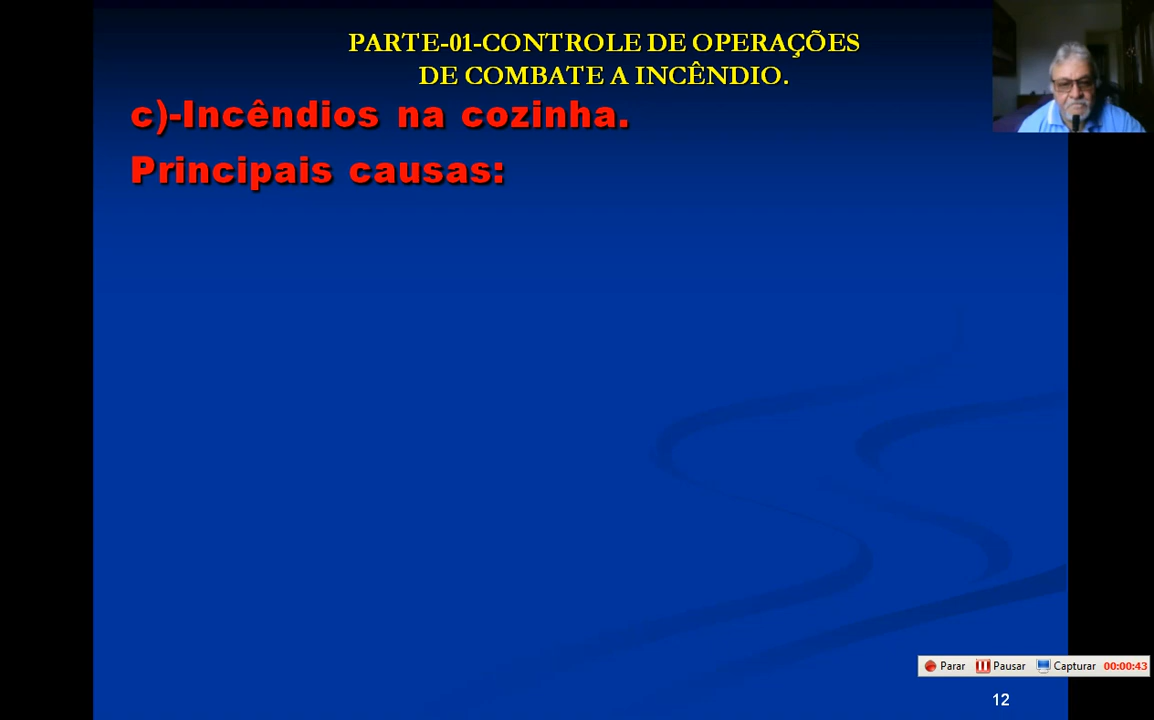 PARTE-01-CONTROLE DE OPERAÇÕES
DE COMBATE A INCÊNDIO.
c)-Incêndios na cozinha.
Principais causas:
Parar Pausar Capturar 00:00:43
12